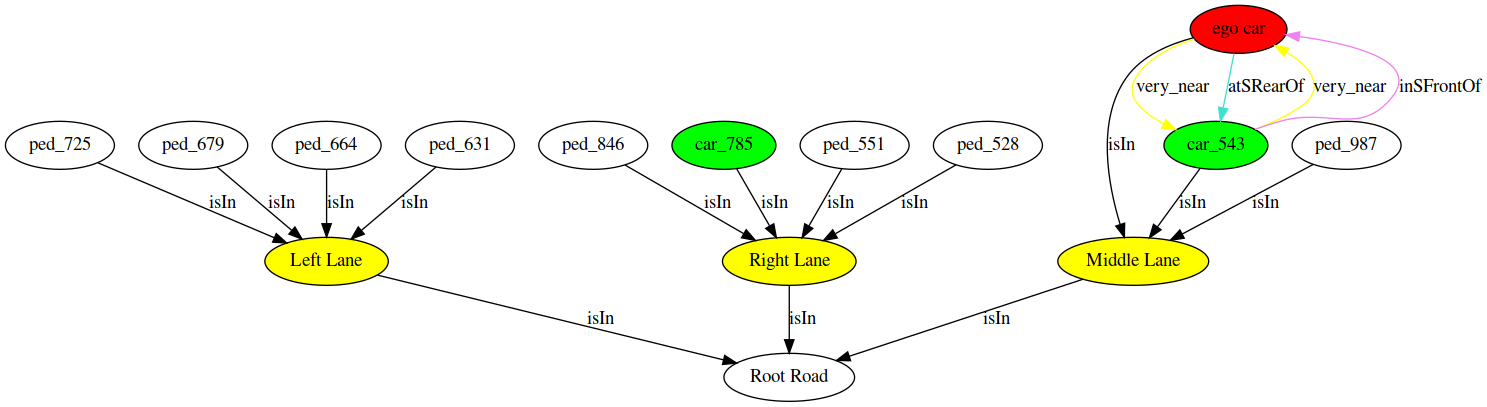 ego car
very_near
atSRearOf
very_near
inSFrontOf
ped_725
ped_679
ped_664
ped_631
ped_846
car_785
ped_551
ped_528
isIn
car_543
ped_987
isIn
isIn
isIn
isIn
isIn
isIn
isIn
isIn
isIn
isIn
Left Lane
Right Lane
Middle Lane
isIn
isIn
isIn
Root Road